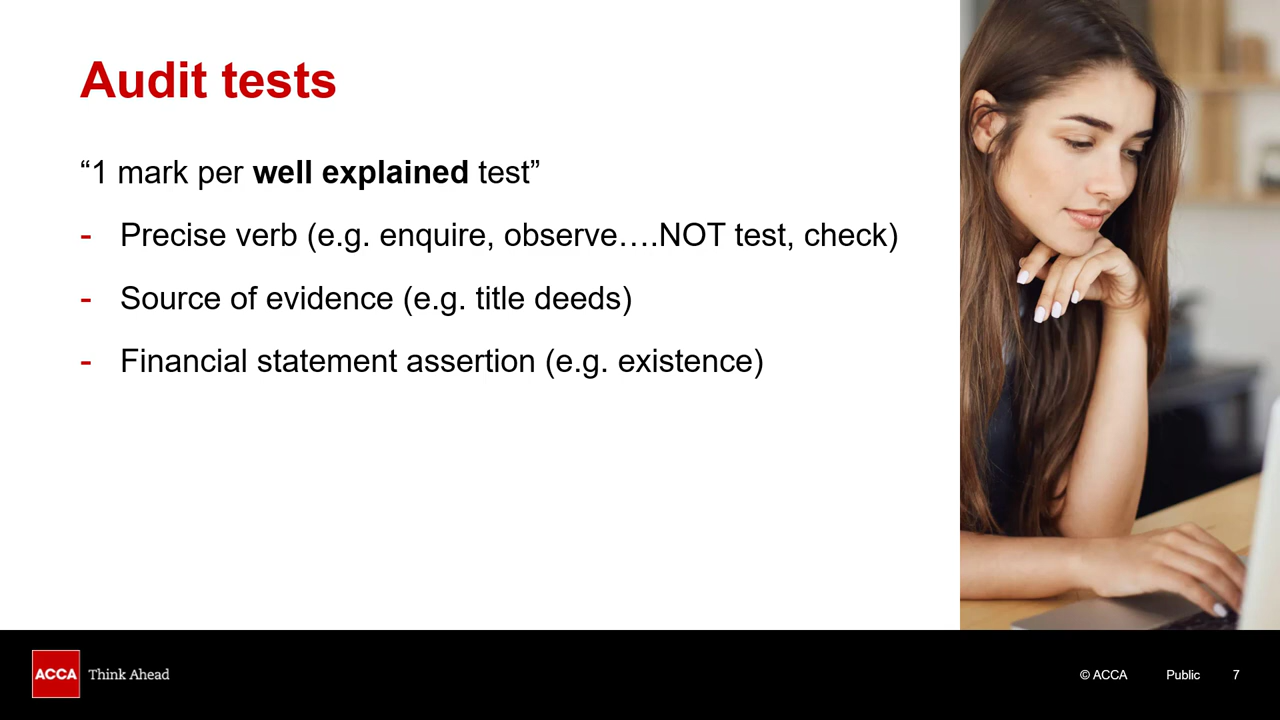 Audit tests
“1 mark per well explained test”
- Precise verb (e.g. enquire, observe….NOT test, check)
- Source of evidence (e.g. title deeds)
- Financial statement assertion (e.g. existence)
ACCA Think Ahead
© ACCA Public 7